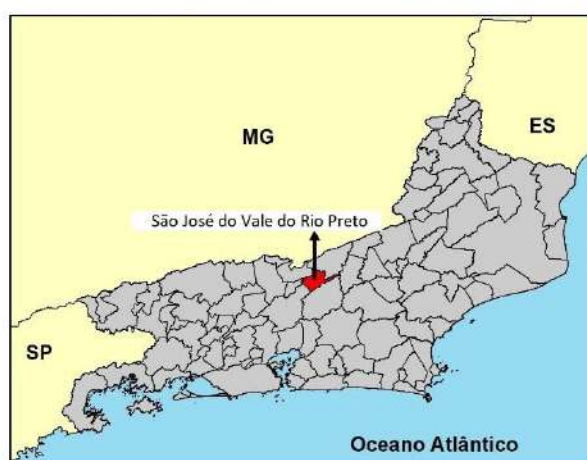 MG
ES
São José do Vale do Rio Preto
SP
Oceano Atlântico